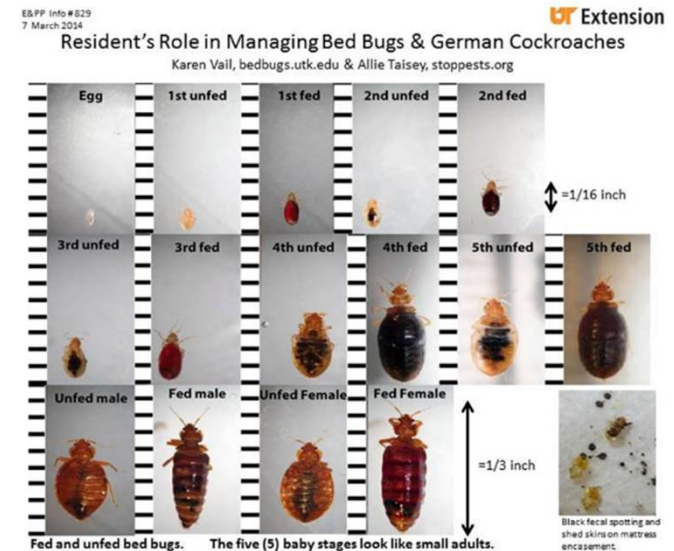 E&PP Info #829
7 March 2014
UT Extension
Resident's Role in Managing Bed Bugs & German Cockroaches
Karen Vail, bedbugs.utk.edu & Allie Taisey, stoppests.org
Egg 1st unfed 1st fed 2nd unfed 2nd fed
=1/16 inch
3rd unfed 3rd fed 4th unfed 4th fed 5th unfed 5th fed
Unfed male Fed male Unfed Female Fed Female
=1/3 inch
Black fecal spotting and
shed skins on mattress
encasement.
Fed and unfed bed bugs. The five (5) baby stages look like small adults.